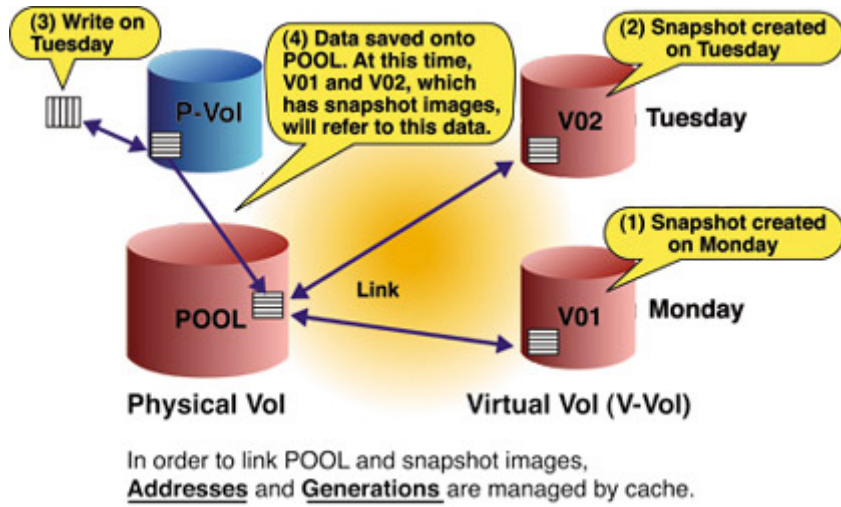 (3) Write on
Tuesday
(4) Data saved onto
POOL. At this time,
V01 and V02, which
has snapshot images,
will refer to this data.
(2) Snapshot created
on Tuesday
P-Vol
V02
Tuesday
(1) Snapshot created
on Monday
POOL
Link
V01
Monday
Physical Vol
Virtual Vol (V-Vol)
In order to link POOL and snapshot images,
Addresses and Generations are managed by cache.